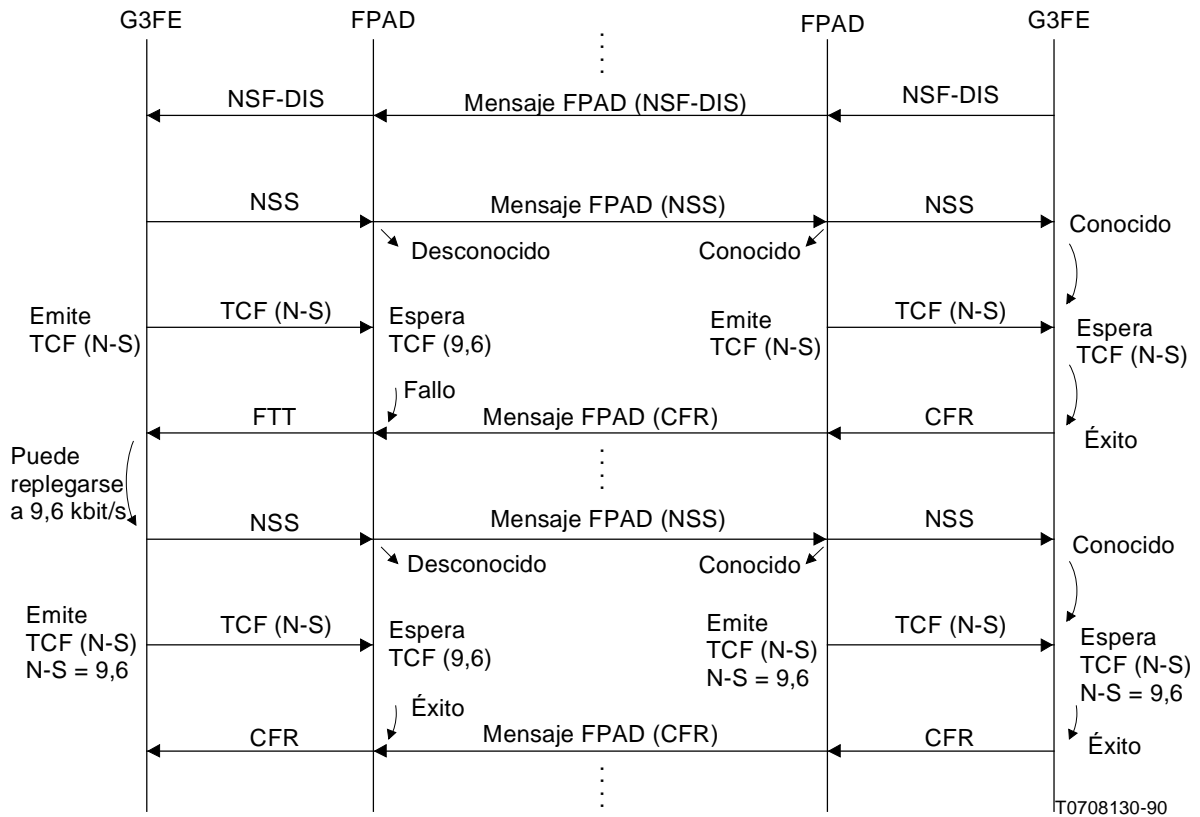 G3FE FPAD FPAD G3FE
NSF-DIS Mensaje FPAD (NSF-DIS) NSF-DIS
NSS Mensaje FPAD (NSS) NSS
Desconocido Conocido Conocido
Emite
TCF (N-S)
TCF (N-S)
Espera
TCF (9,6)
Emite
TCF (N-S)
TCF (N-S)
Espera
TCF (N-S)
Fallo
FTT Mensaje FPAD (CFR) CFR
Éxito
Puede
replegarse
a 9,6 kbit/s
NSS Mensaje FPAD (NSS) NSS
Desconocido Conocido Conocido
Emite
TCF (N-S)
N-S = 9,6
TCF (N-S)
Espera
TCF (9,6)
Emite
TCF (N-S)
N-S = 9,6
TCF (N-S)
Espera
TCF (N-S)
N-S = 9,6
Éxito
CFR Mensaje FPAD (CFR) CFR
Éxito
T0708130-90